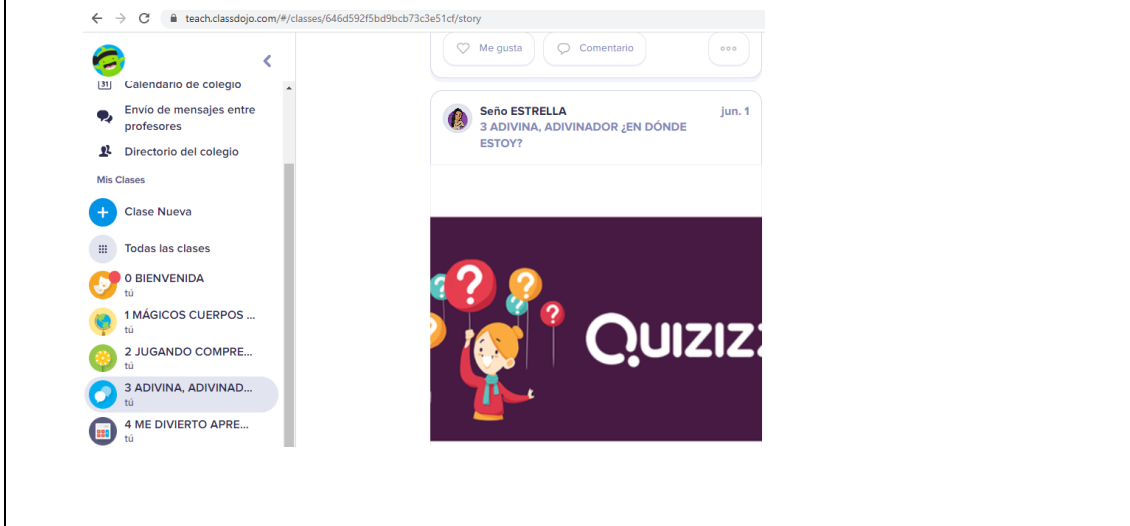 teach.classdojo.com/#/classes/646d592f5bd9bcb73c3e51cf/story
Calendario de colegio
Envío de mensajes entre
profesores
Directorio del colegio
Mis Clases
Clase Nueva
Todas las clases
0 BIENVENIDA
tú
1 MÁGICOS CUERPOS ...
tú
2 JUGANDO COMPRE...
tú
3 ADIVINA, ADIVINAD...
tú
4 ME DIVIERTO APRE...
tú
Me gusta
Comentario
Seño ESTRELLA
jun. 1
3 ADIVINA, ADIVINADOR ¿EN DÓNDE
ESTOY?
? ? ? ? ?
QUIZIZZ